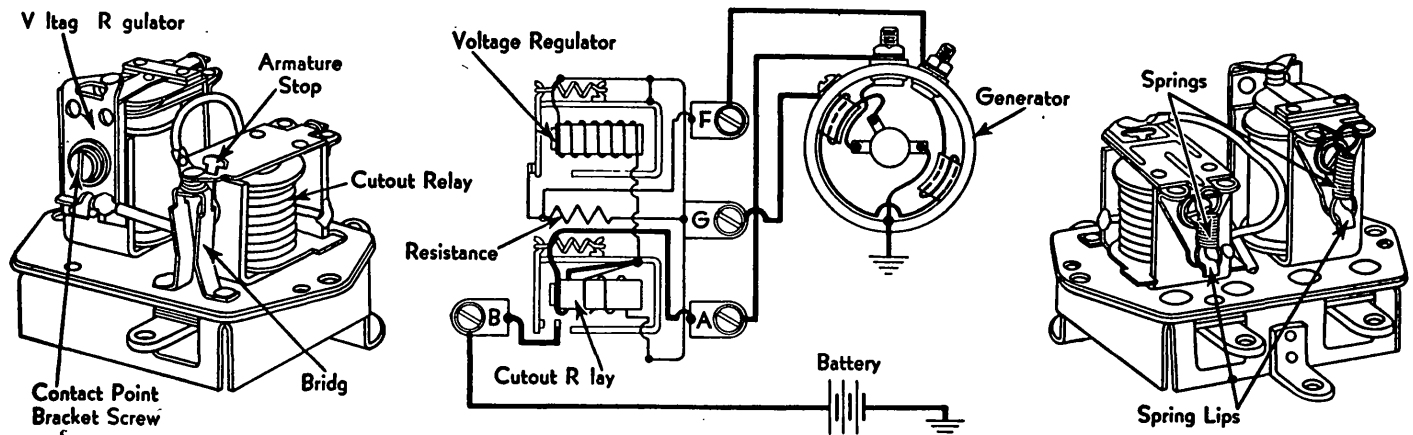 V ltag R gulator
Armature
Stop
Cutout Relay
Contact Point
Bracket Screw
Bridg
Voltage Regulator
Resistance
Cutout R lay
F
G
A
B
Generator
Battery
Springs
Spring Lips